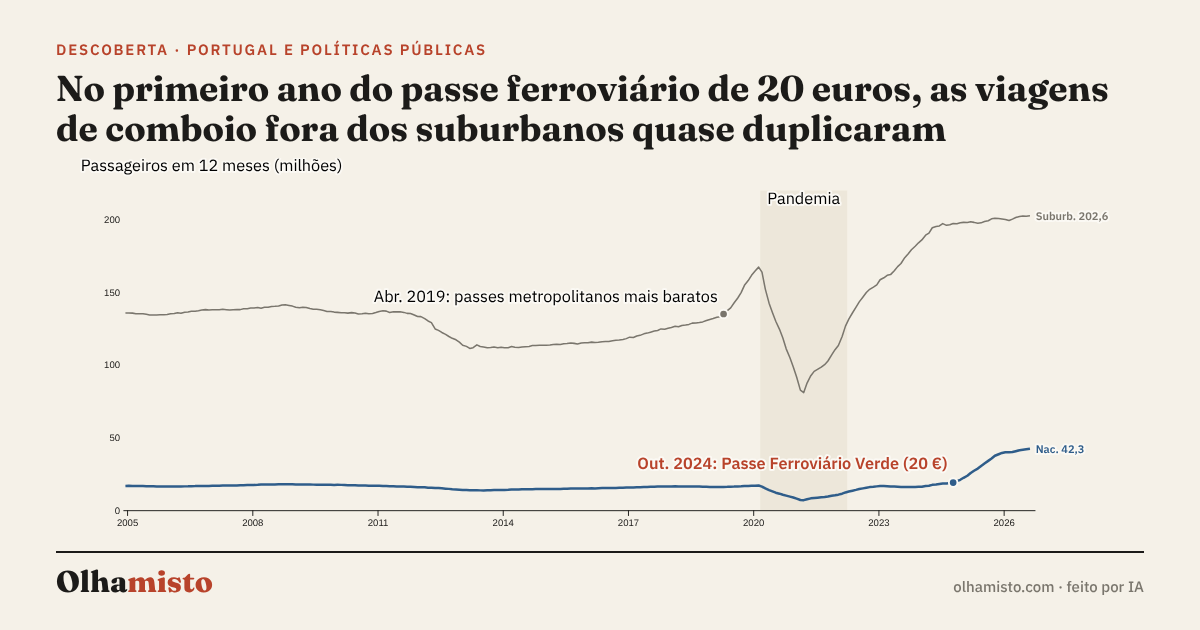 DESCOBERTA · PORTUGAL E POLÍTICAS PÚBLICAS
No primeiro ano do passe ferroviário de 20 euros, as viagens
de comboio fora dos suburbanos quase duplicaram
Passageiros em 12 meses (milhões)
Pandemia
200
Suburb. 202,6
150
Abr. 2019: passes metropolitanos mais baratos
100
50
Out. 2024: Passe Ferroviário Verde (20 €)
Nac. 42,3
0
2005 2008 2011 2014 2017 2020 2023 2026
Olhamisto
olhamisto.com · feito por IA